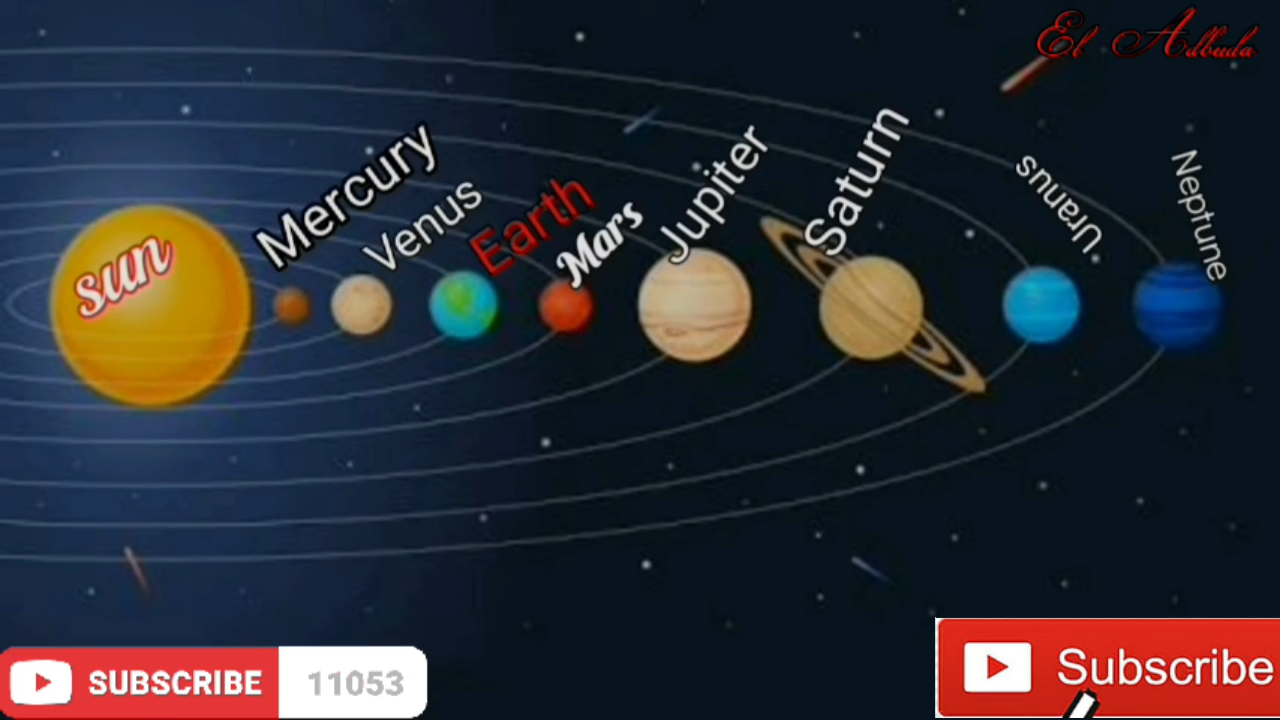 El Adbuda
sun
Mercury
Venus
Earth
Mars
Jupiter
Saturn
Uranus
Neptune
SUBSCRIBE 11053
Subscribe